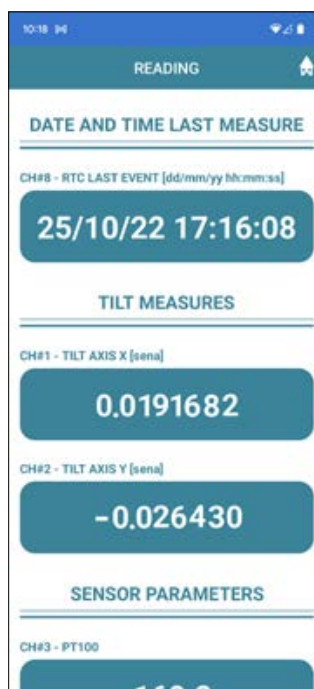 10:18
READING
DATE AND TIME LAST MEASURE
CH#8 - RTC LAST EVENT [dd/mm/yy hh:mm:ss]
25/10/22 17:16:08
TILT MEASURES
CH#1 - TILT AXIS X [sena]
0.0191682
CH#2 - TILT AXIS Y [sena]
-0.026430
SENSOR PARAMETERS
CH#3 - PT100